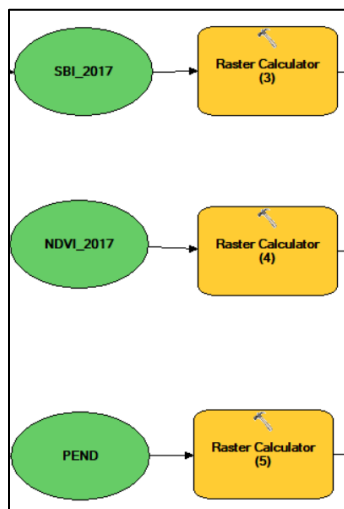 SBI_2017
Raster Calculator
(3)
NDVI_2017
Raster Calculator
(4)
PEND
Raster Calculator
(5)